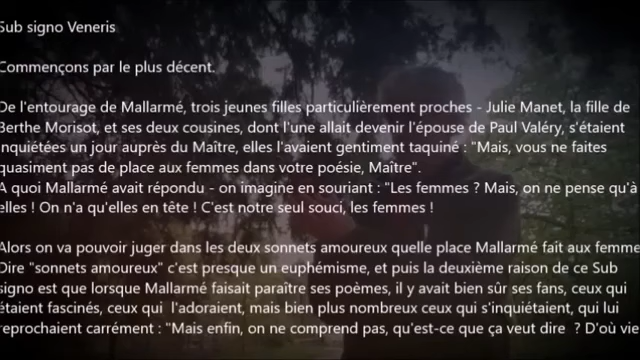 Sub signo Veneris
Commençons par le plus décent.
De l'entourage de Mallarmé, trois jeunes filles particulièrement proches - Julie Manet, la fille de
Berthe Morisot, et ses deux cousines, dont l'une allait devenir l'épouse de Paul Valéry, s'étaient
inquiétées un jour auprès du Maître, elles l'avaient gentiment taquiné : "Mais, vous ne faites
quasiment pas de place aux femmes dans votre poésie, Maître".
A quoi Mallarmé avait répondu - on imagine en souriant : "Les femmes ? Mais, on ne pense qu'à
elles ! On n'a qu'elles en tête ! C'est notre seul souci, les femmes !
Alors on va pouvoir juger dans les deux sonnets amoureux quelle place Mallarmé fait aux femme
Dire "sonnets amoureux" c'est presque un euphémisme, et puis la deuxième raison de ce Sub
signo est que lorsque Mallarmé faisait paraître ses poèmes, il y avait bien sûr ses fans, ceux qui
étaient fascinés, ceux qui l'adoraient, mais bien plus nombreux ceux qui s'inquiétaient, qui lui
reprochaient carrément : "Mais enfin, on ne comprend pas, qu'est-ce que ça veut dire ? D'où vie